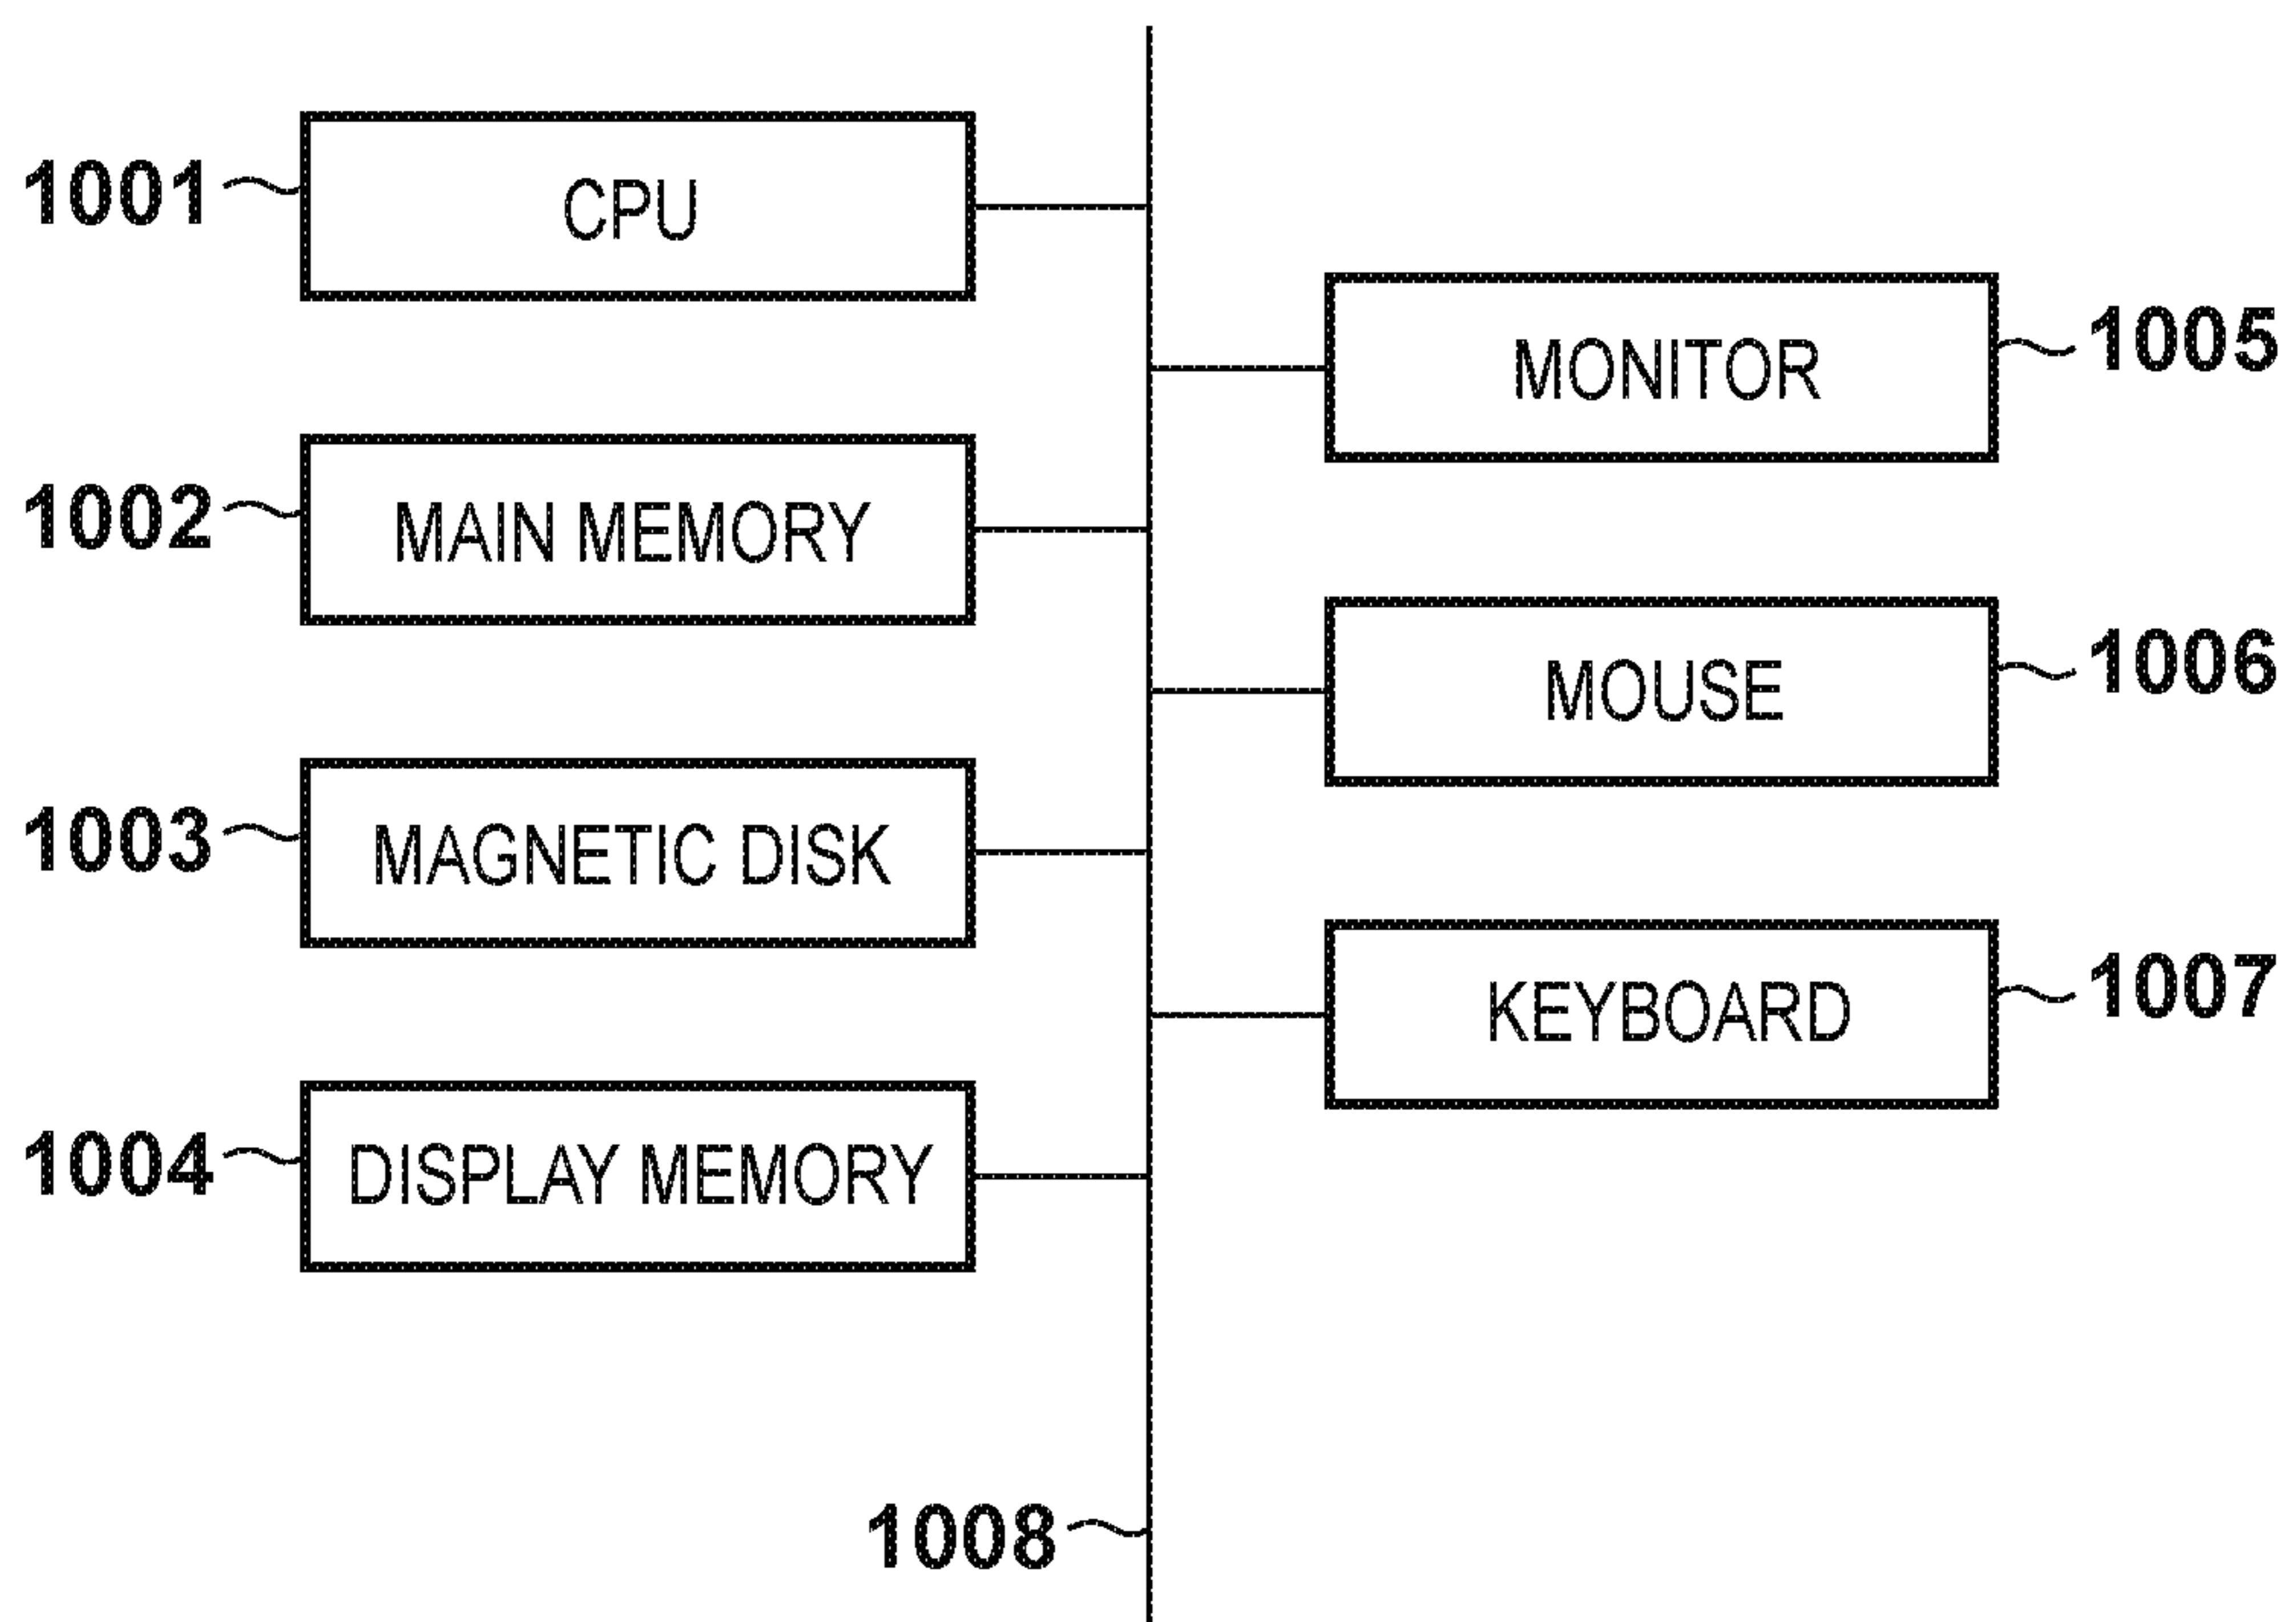 1001
CPU
MONITOR
1005
1002
MAIN MEMORY
MOUSE
1006
1003
MAGNETIC DISK
KEYBOARD
1007
1004
DISPLAY MEMORY
1008